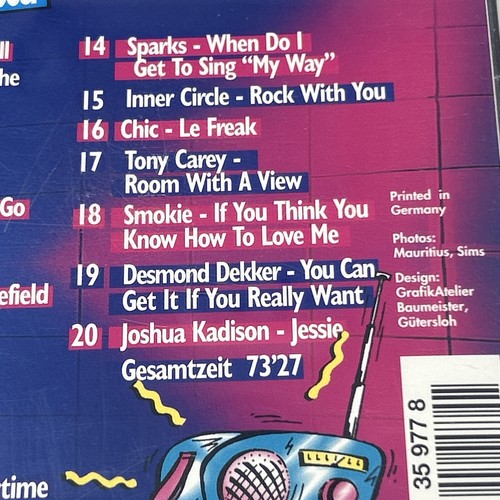 14 Sparks - When Do I
Get To Sing "My Way"
15 Inner Circle - Rock With You
16 Chic - Le Freak
17 Tony Carey -
Room With A View
18 Smokie - If You Think You
Know How To Love Me
19 Desmond Dekker - You Can
Get It If You Really Want
20 Joshua Kadison - Jessie
Gesamtzeit 73'27
he
Go
efield
rtime
Printed in
Germany
Photos:
Mauritius, Sims
Design:
GrafikAtelier
Baumeister,
Gütersloh
35 977 8